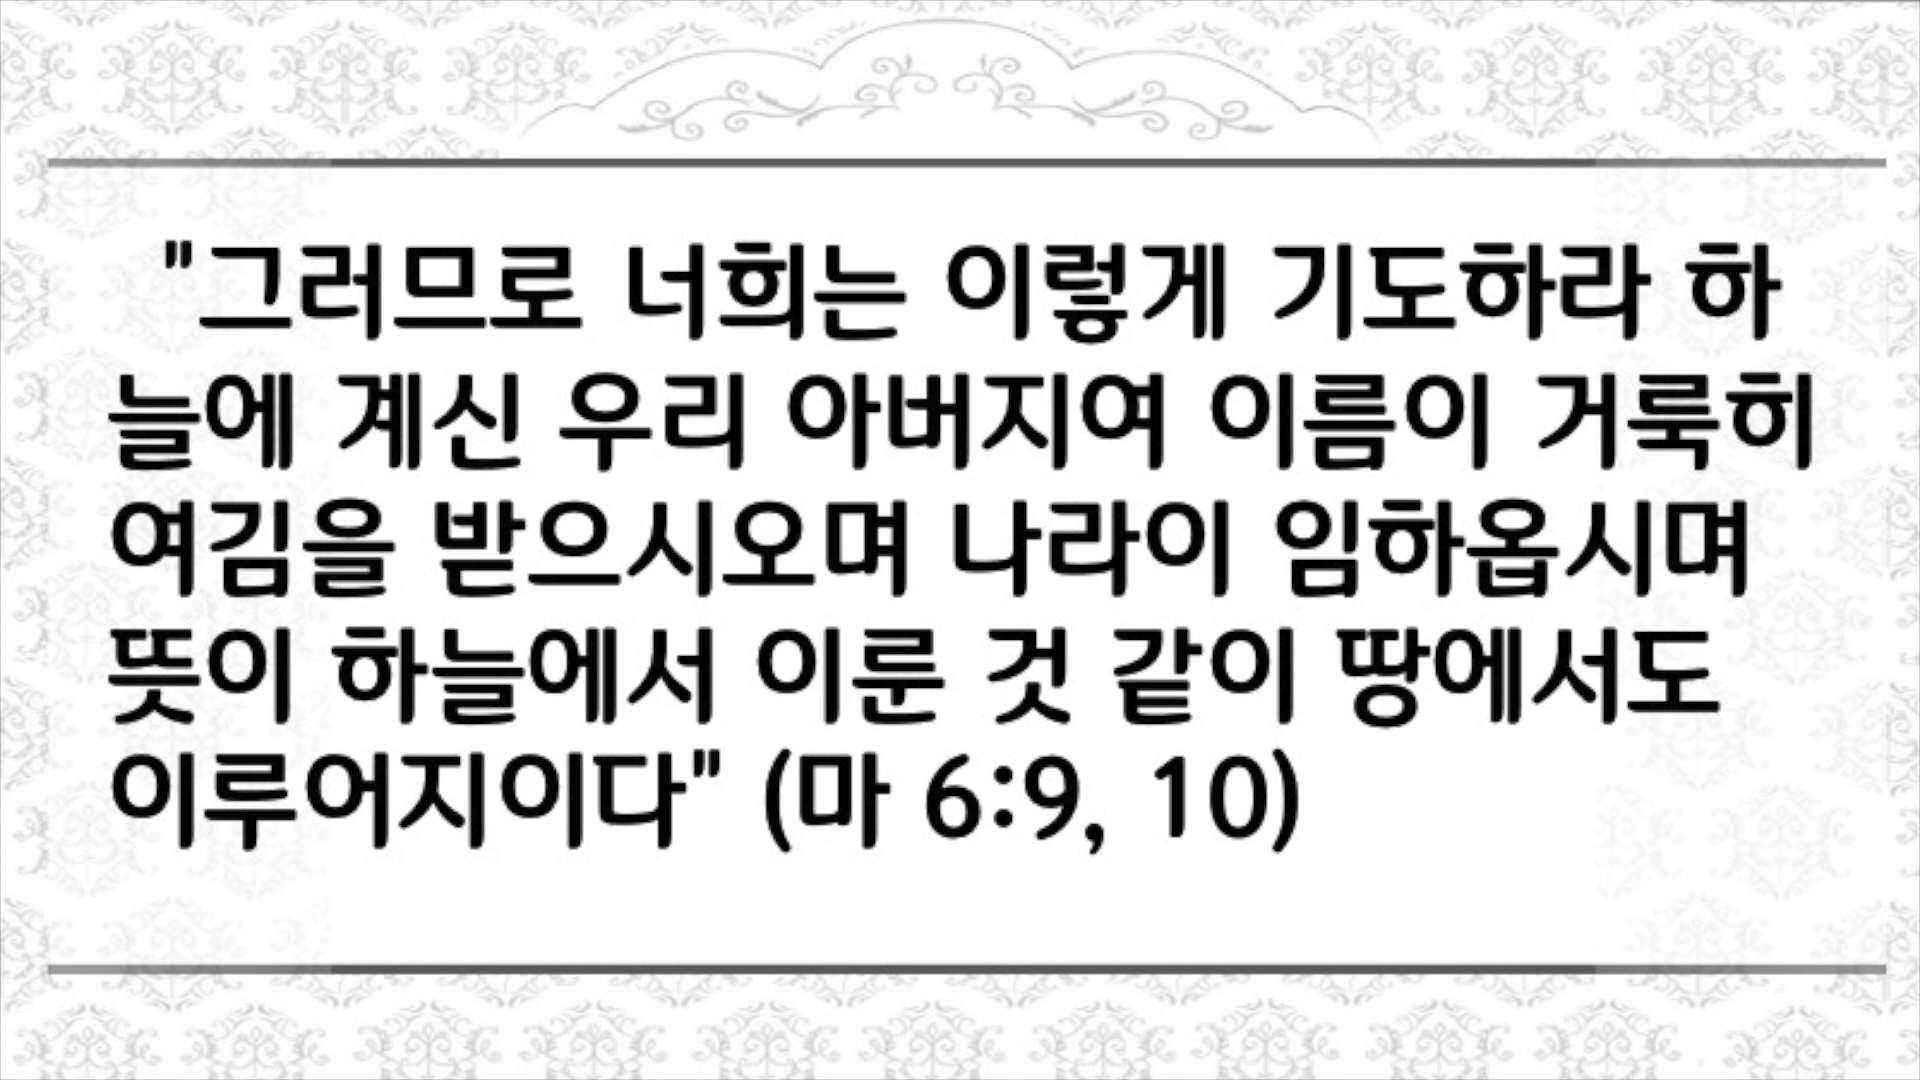 "그러므로 너희는 이렇게 기도하라 하
늘에 계신 우리 아버지여 이름이 거룩히
여김을 받으시오며 나라이 임하옵시며
뜻이 하늘에서 이룬 것 같이 땅에서도
이루어지이다" (마 6:9, 10)